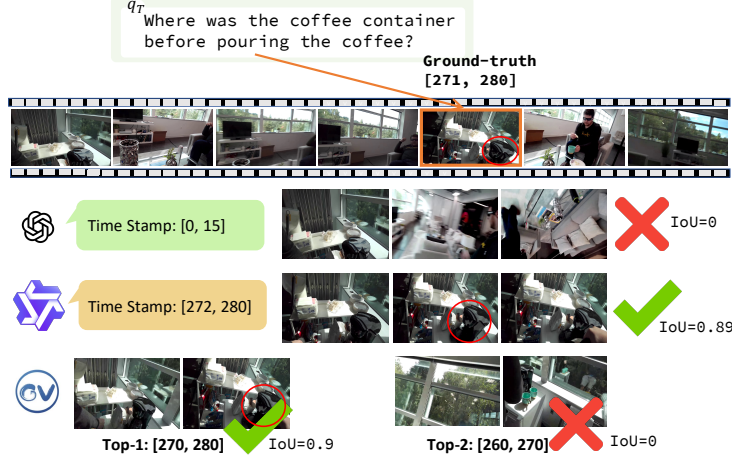 qT
Where was the coffee container
before pouring the coffee?
Ground-truth
[271, 280]
Time Stamp: [0, 15]
IoU=0
Time Stamp: [272, 280]
IoU=0.89
GV
Top-1: [270, 280]
IoU=0.9
Top-2: [260, 270]
IoU=0